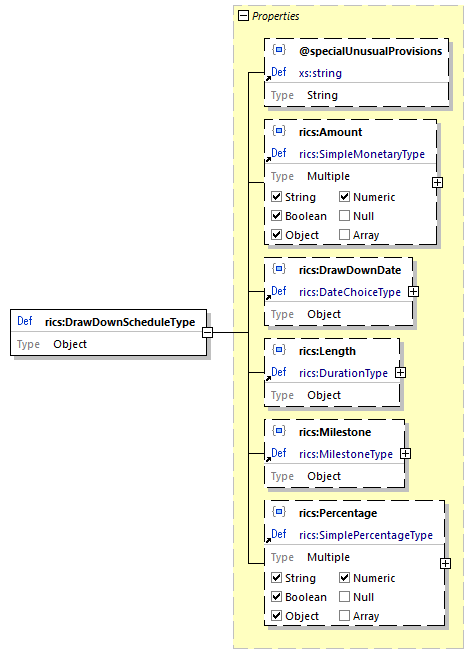 Properties
@specialUnusualProvisions
Def xs:string
Type String
rics:Amount
Def rics:SimpleMonetaryType
Type Multiple
String Numeric
Boolean Null
Object Array
rics:DrawDownDate
Def rics:DateChoiceType
Type Object
Def rics:DrawDownScheduleType
Type Object
rics:Length
Def rics:DurationType
Type Object
rics:Milestone
Def rics:MilestoneType
Type Object
rics:Percentage
Def rics:SimplePercentageType
Type Multiple
String Numeric
Boolean Null
Object Array